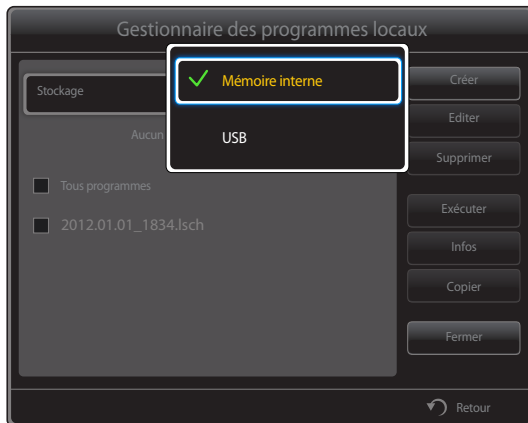 Gestionnaire des programmes locaux
Stockage
Mémoire interne
USB
Aucun
Tous programmes
2012.01.01_1834.lsch
Créer
Editer
Supprimer
Exécuter
Infos
Copier
Fermer
Retour